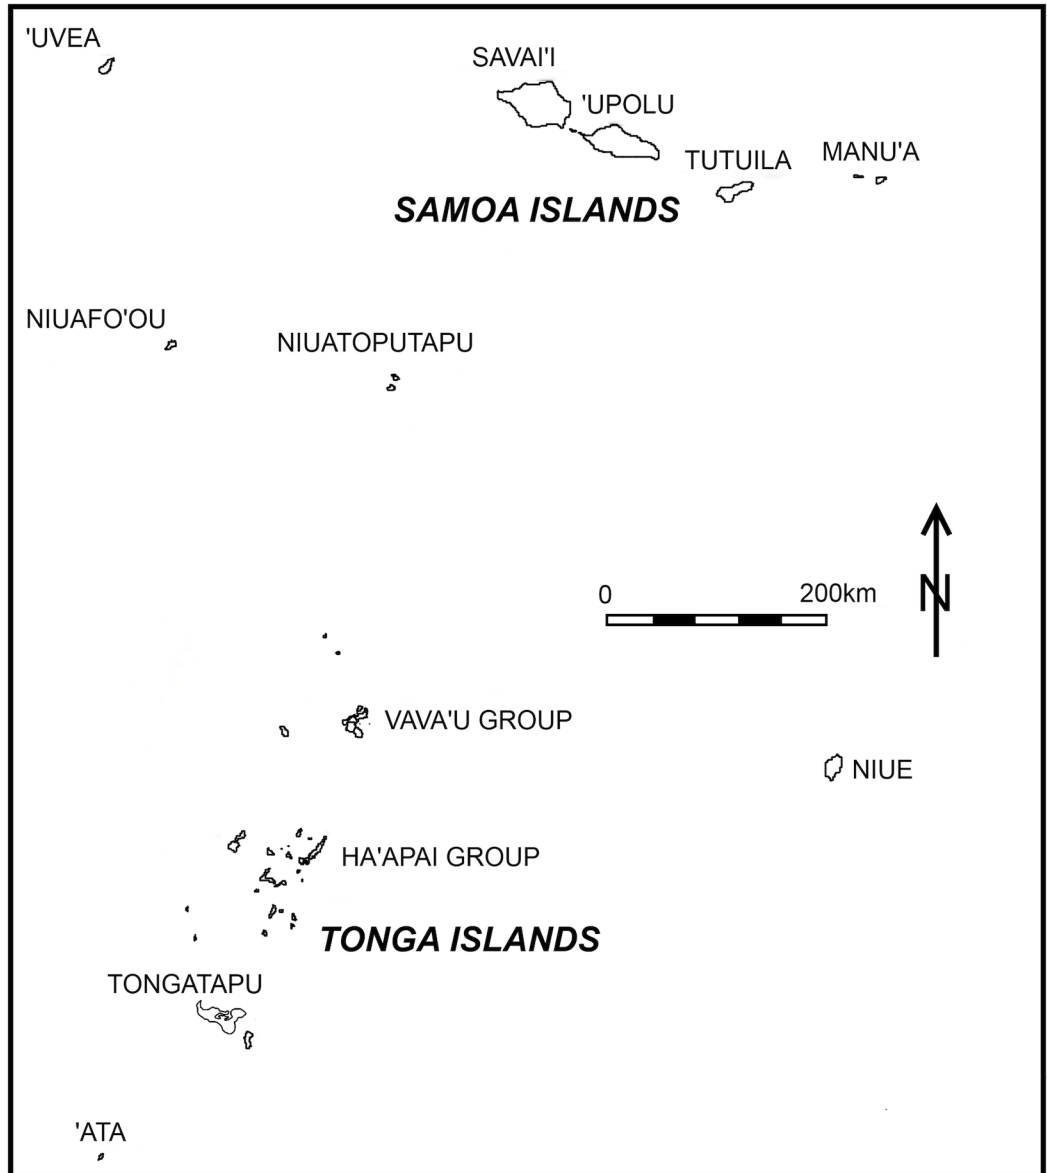 'UVEA
SAVAI'I
'UPOLU
TUTUILA
MANU'A
SAMOA ISLANDS
NIUAFO'OU
NIUATOPUTAPU
0 200km
N
VAVA'U GROUP
NIUE
HA'APAI GROUP
TONGA ISLANDS
TONGATAPU
'ATA